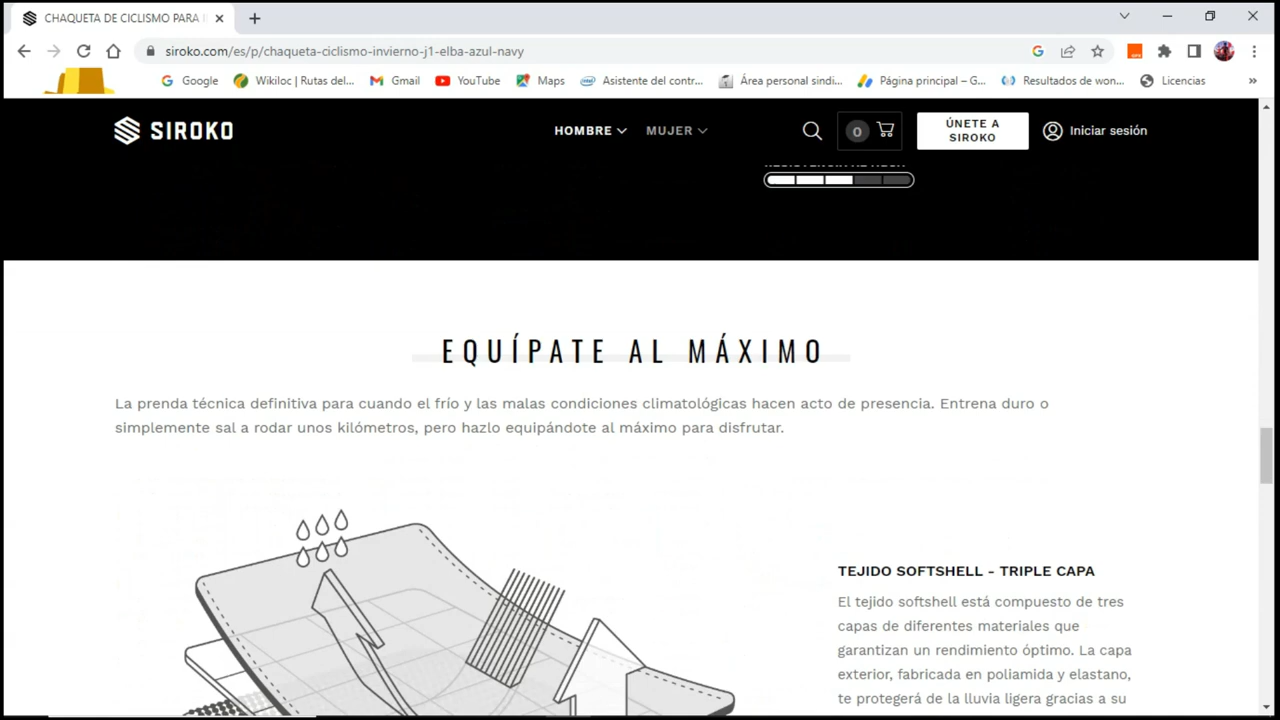 CHAQUETA DE CICLISMO PARA
siroko.com/es/p/chaqueta-ciclismo-invierno-j1-elba-azul-navy
Google
Wikiloc | Rutas del...
Gmail
YouTube
Maps
Asistente del contr...
Área personal sindi...
Página principal – G...
Resultados de won...
Licencias
»
SIROKO
HOMBRE
MUJER
0
ÚNETE A
SIROKO
Iniciar sesión
EQUÍPATE AL MÁXIMO
La prenda técnica definitiva para cuando el frío y las malas condiciones climatológicas hacen acto de presencia. Entrena duro o
simplemente sal a rodar unos kilómetros, pero hazlo equipándote al máximo para disfrutar.
TEJIDO SOFTSHELL - TRIPLE CAPA
El tejido softshell está compuesto de tres
capas de diferentes materiales que
garantizan un rendimiento óptimo. La capa
exterior, fabricada en poliamida y elastano,
te protegerá de la lluvia ligera gracias a su